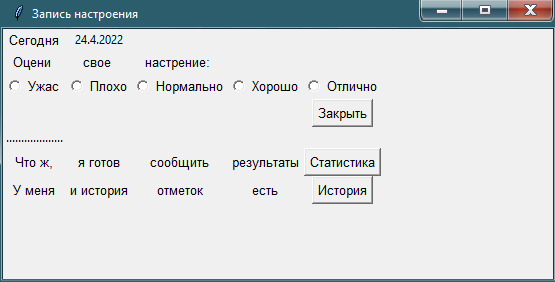 Запись настроения
Сегодня 24.4.2022
Оцени свое настрение:
Ужас Плохо Нормально Хорошо Отлично
Закрыть
...................
Что ж, я готов сообщить результаты Статистика
У меня и история отметок есть История